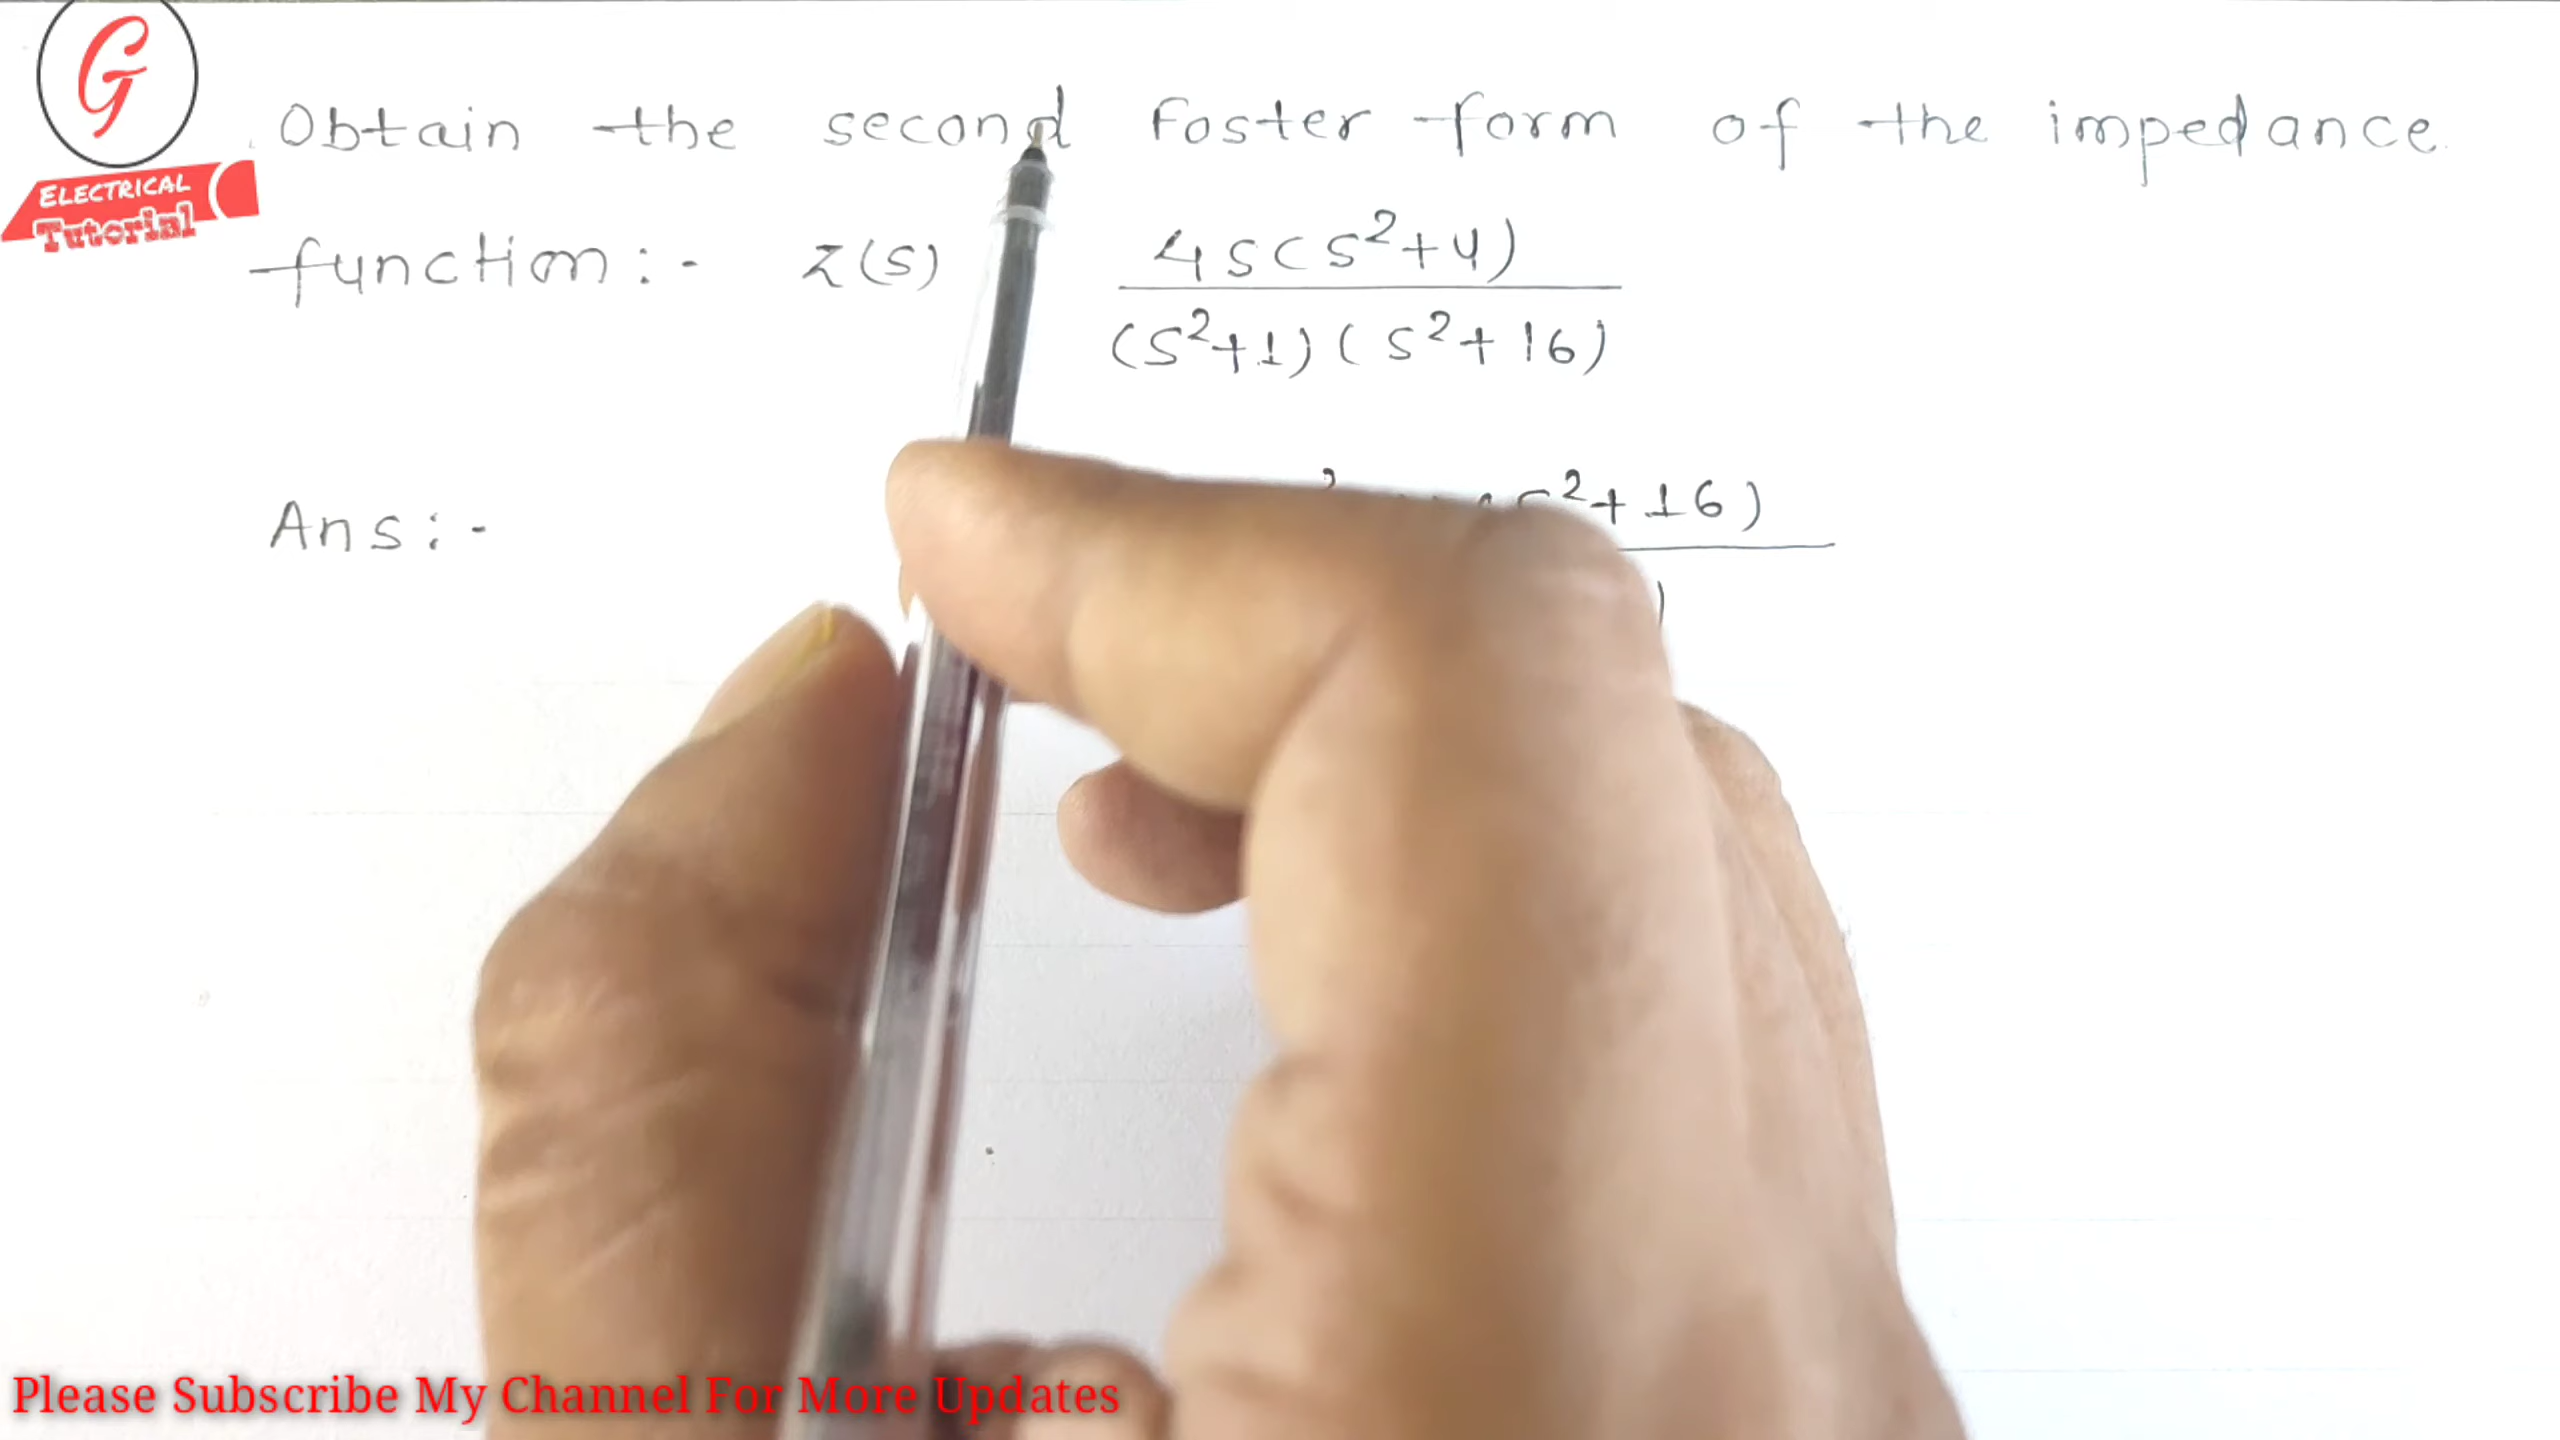 G
ELECTRICAL
Tutorial
Obtain the second Foster form of the impedance
function:- Z(s) 4s(s²+4)
(s²+1)(s²+16)
Ans:- s²+16)
Please Subscribe My Channel For More Updates